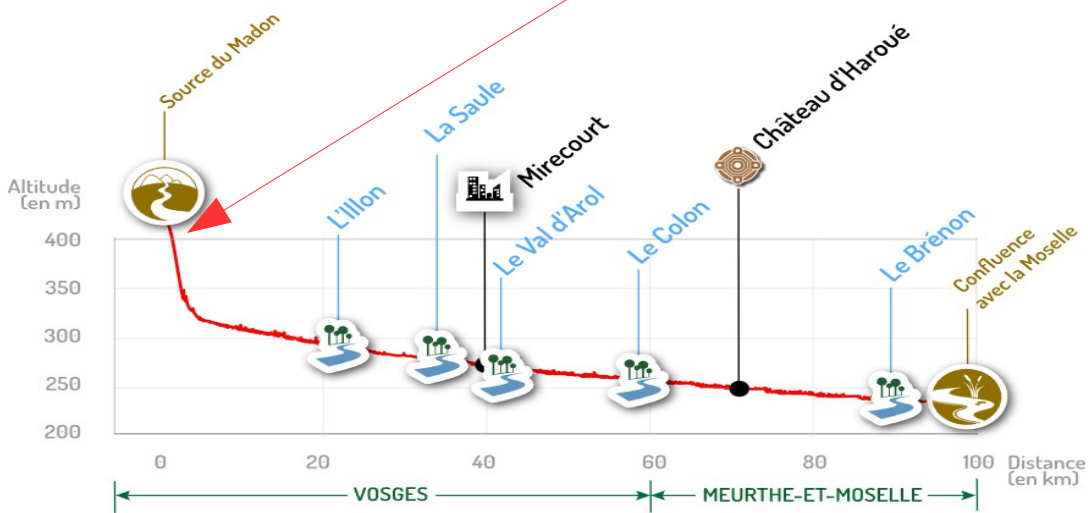 Source du Madon
La Saule
Mirecourt
Château d'Haroué
L'Illon
Le Val d'Arol
Le Colon
Le Brénon
Confluence
avec la Moselle
Altitude
(en m)
400
350
300
250
200
0
20
40
60
80
100
Distance
(en km)
VOSGES
MEURTHE-ET-MOSELLE